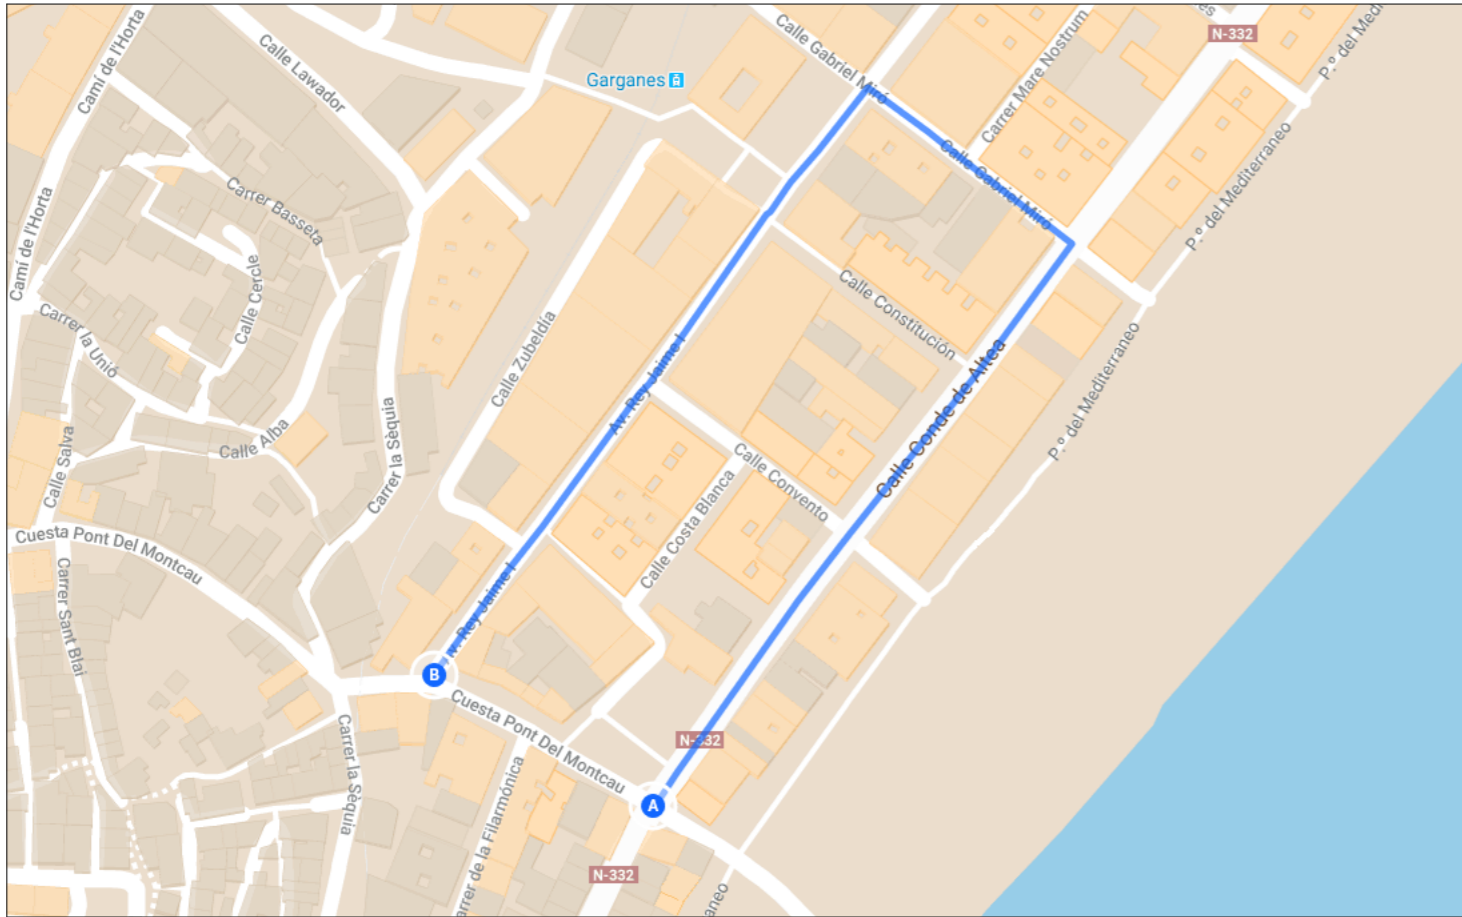 Camí de l'Horta
Calle Lawador
Calle Gabriel Miró
N-332
P.º del
Garganes
Carrer Mare Nostrum
Calle Gabriel Miró
P.º del Mediterraneo
Carrer Basseta
Camí de l'Horta
Calle Cercle
Calle Constitución
Carrer la Unió
Calle Zubeldía
Av. Rey Jaime I
Calle Conde de Altea
P.º del Mediterraneo
Calle Salva
Calle Alba
Carrer la Sèquia
Calle Convento
Calle Costa Blanca
Cuesta Pont Del Montcau
Carrer Sant Blai
Rey Jaime I
B
Cuesta Pont Del Montcau
N-332
Carrer la Sèquia
A
Carrer de la Filarmónica
N-332